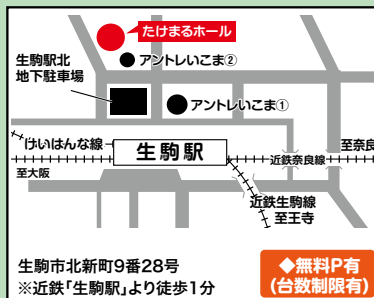 たけまるホール
アントレいこま②
生駒駅北
地下駐車場
アントレいこま①
けいはんな線
生駒駅
至奈良
近鉄奈良線
至大阪
近鉄生駒線
至王寺
生駒市北新町9番28号
※近鉄「生駒駅」より徒歩1分
◆無料P有
(台数制限有)